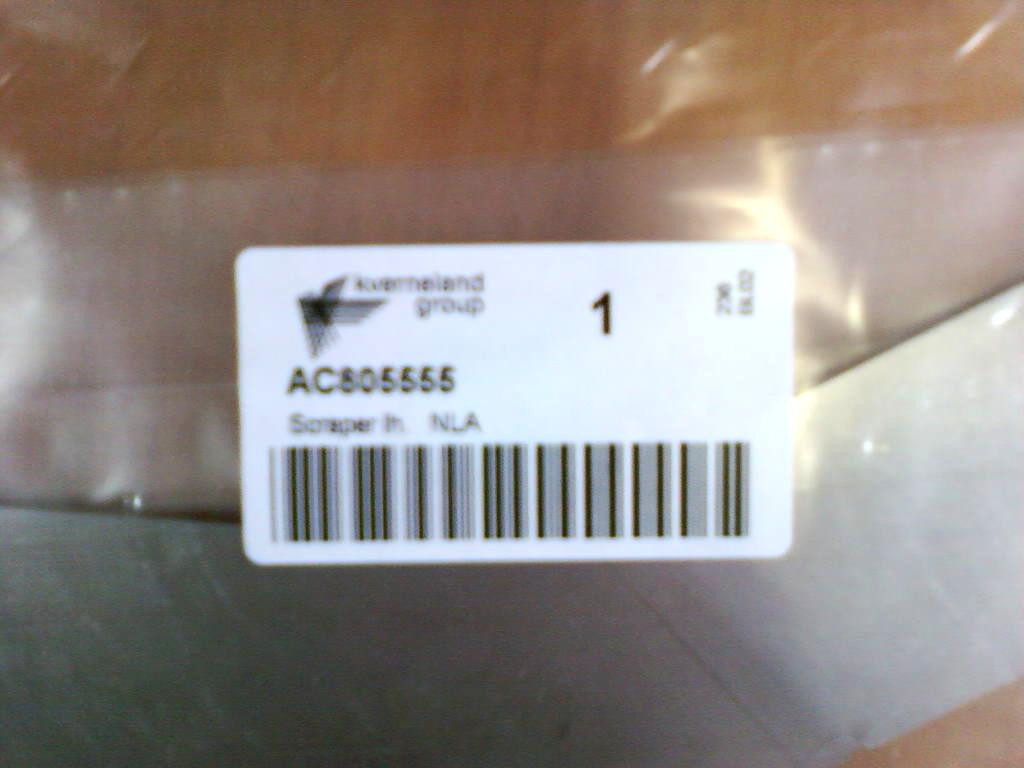 kverneland
group
1
AC805555
Scraper lh. NLA